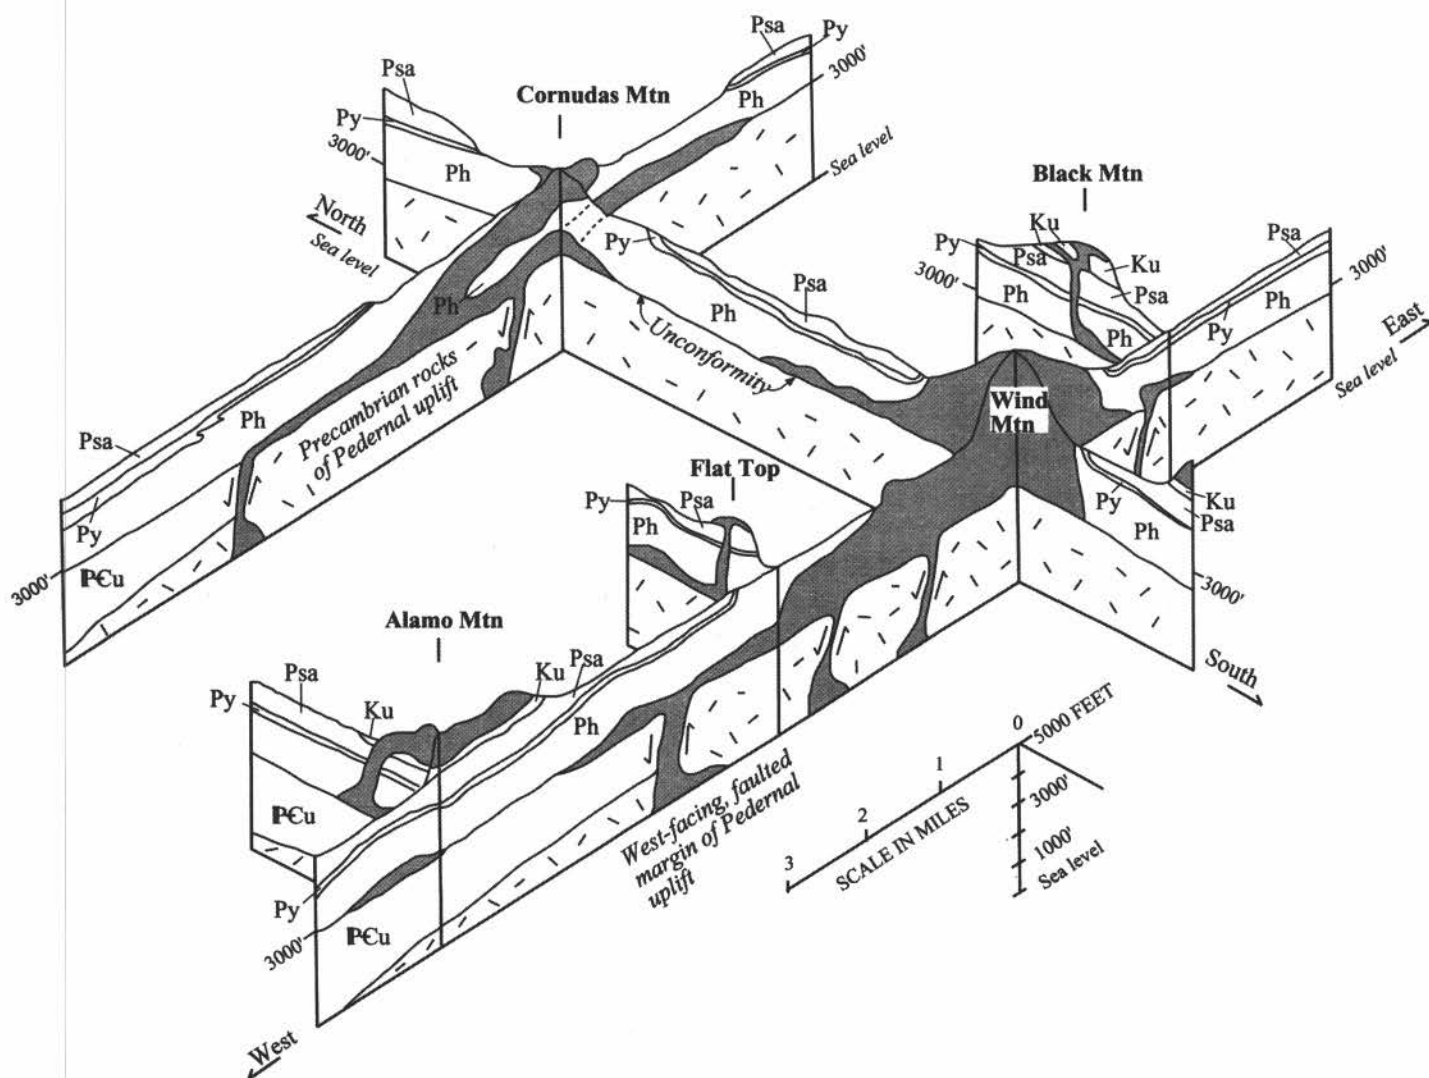 Psa
Py
Psa
3000'
Cornudas Mtn
Ph
Py
3000'
Ph
Sea level
North
Sea level
Black Mtn
Py
Ku
Psa
Ku
Psa
Py
3000'
Psa
3000'
Ph
Psa
Ph
Ph
Py
East
Sea level
Ph
Ph
Unconformity
Precambrian rocks
of Pedernal uplift
Ph
Psa
Py
3000'
PꞒu
Wind
Mtn
Flat Top
Py
Psa
Ph
Py
Ku
Psa
Ph
3000'
South
Alamo Mtn
Psa
Py
Ku
Ku
Psa
Ph
PꞒu
Py
3000'
PꞒu
West
West-facing, faulted
margin of Pedernal
uplift
0
5000 FEET
1
3000'
2
1000'
3
SCALE IN MILES
Sea level